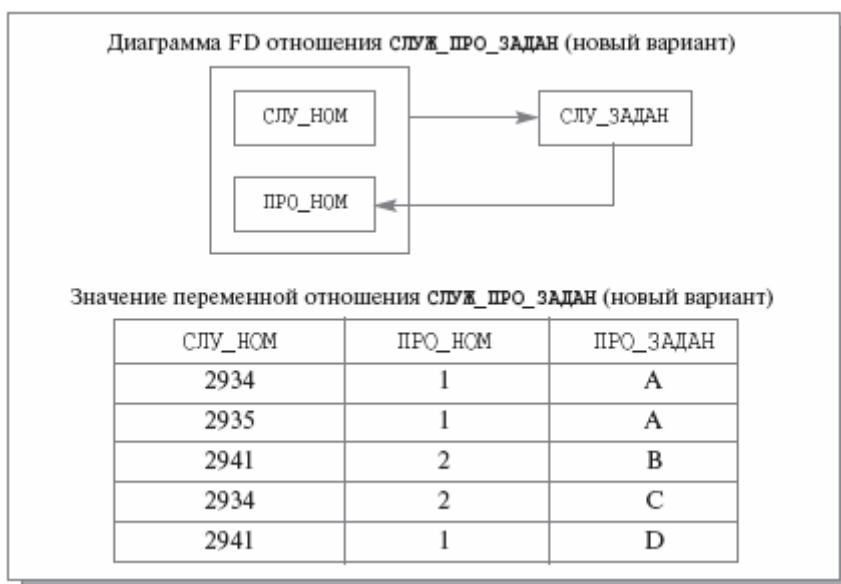 Диаграмма FD отношения СЛУЖ_ПРО_ЗАДАН (новый вариант)
СЛУ_НОМ
СЛУ_ЗАДАН
ПРО_НОМ
Значение переменной отношения СЛУЖ_ПРО_ЗАДАН (новый вариант)
СЛУ_НОМ ПРО_НОМ ПРО_ЗАДАН
2934 1 A
2935 1 A
2941 2 B
2934 2 C
2941 1 D